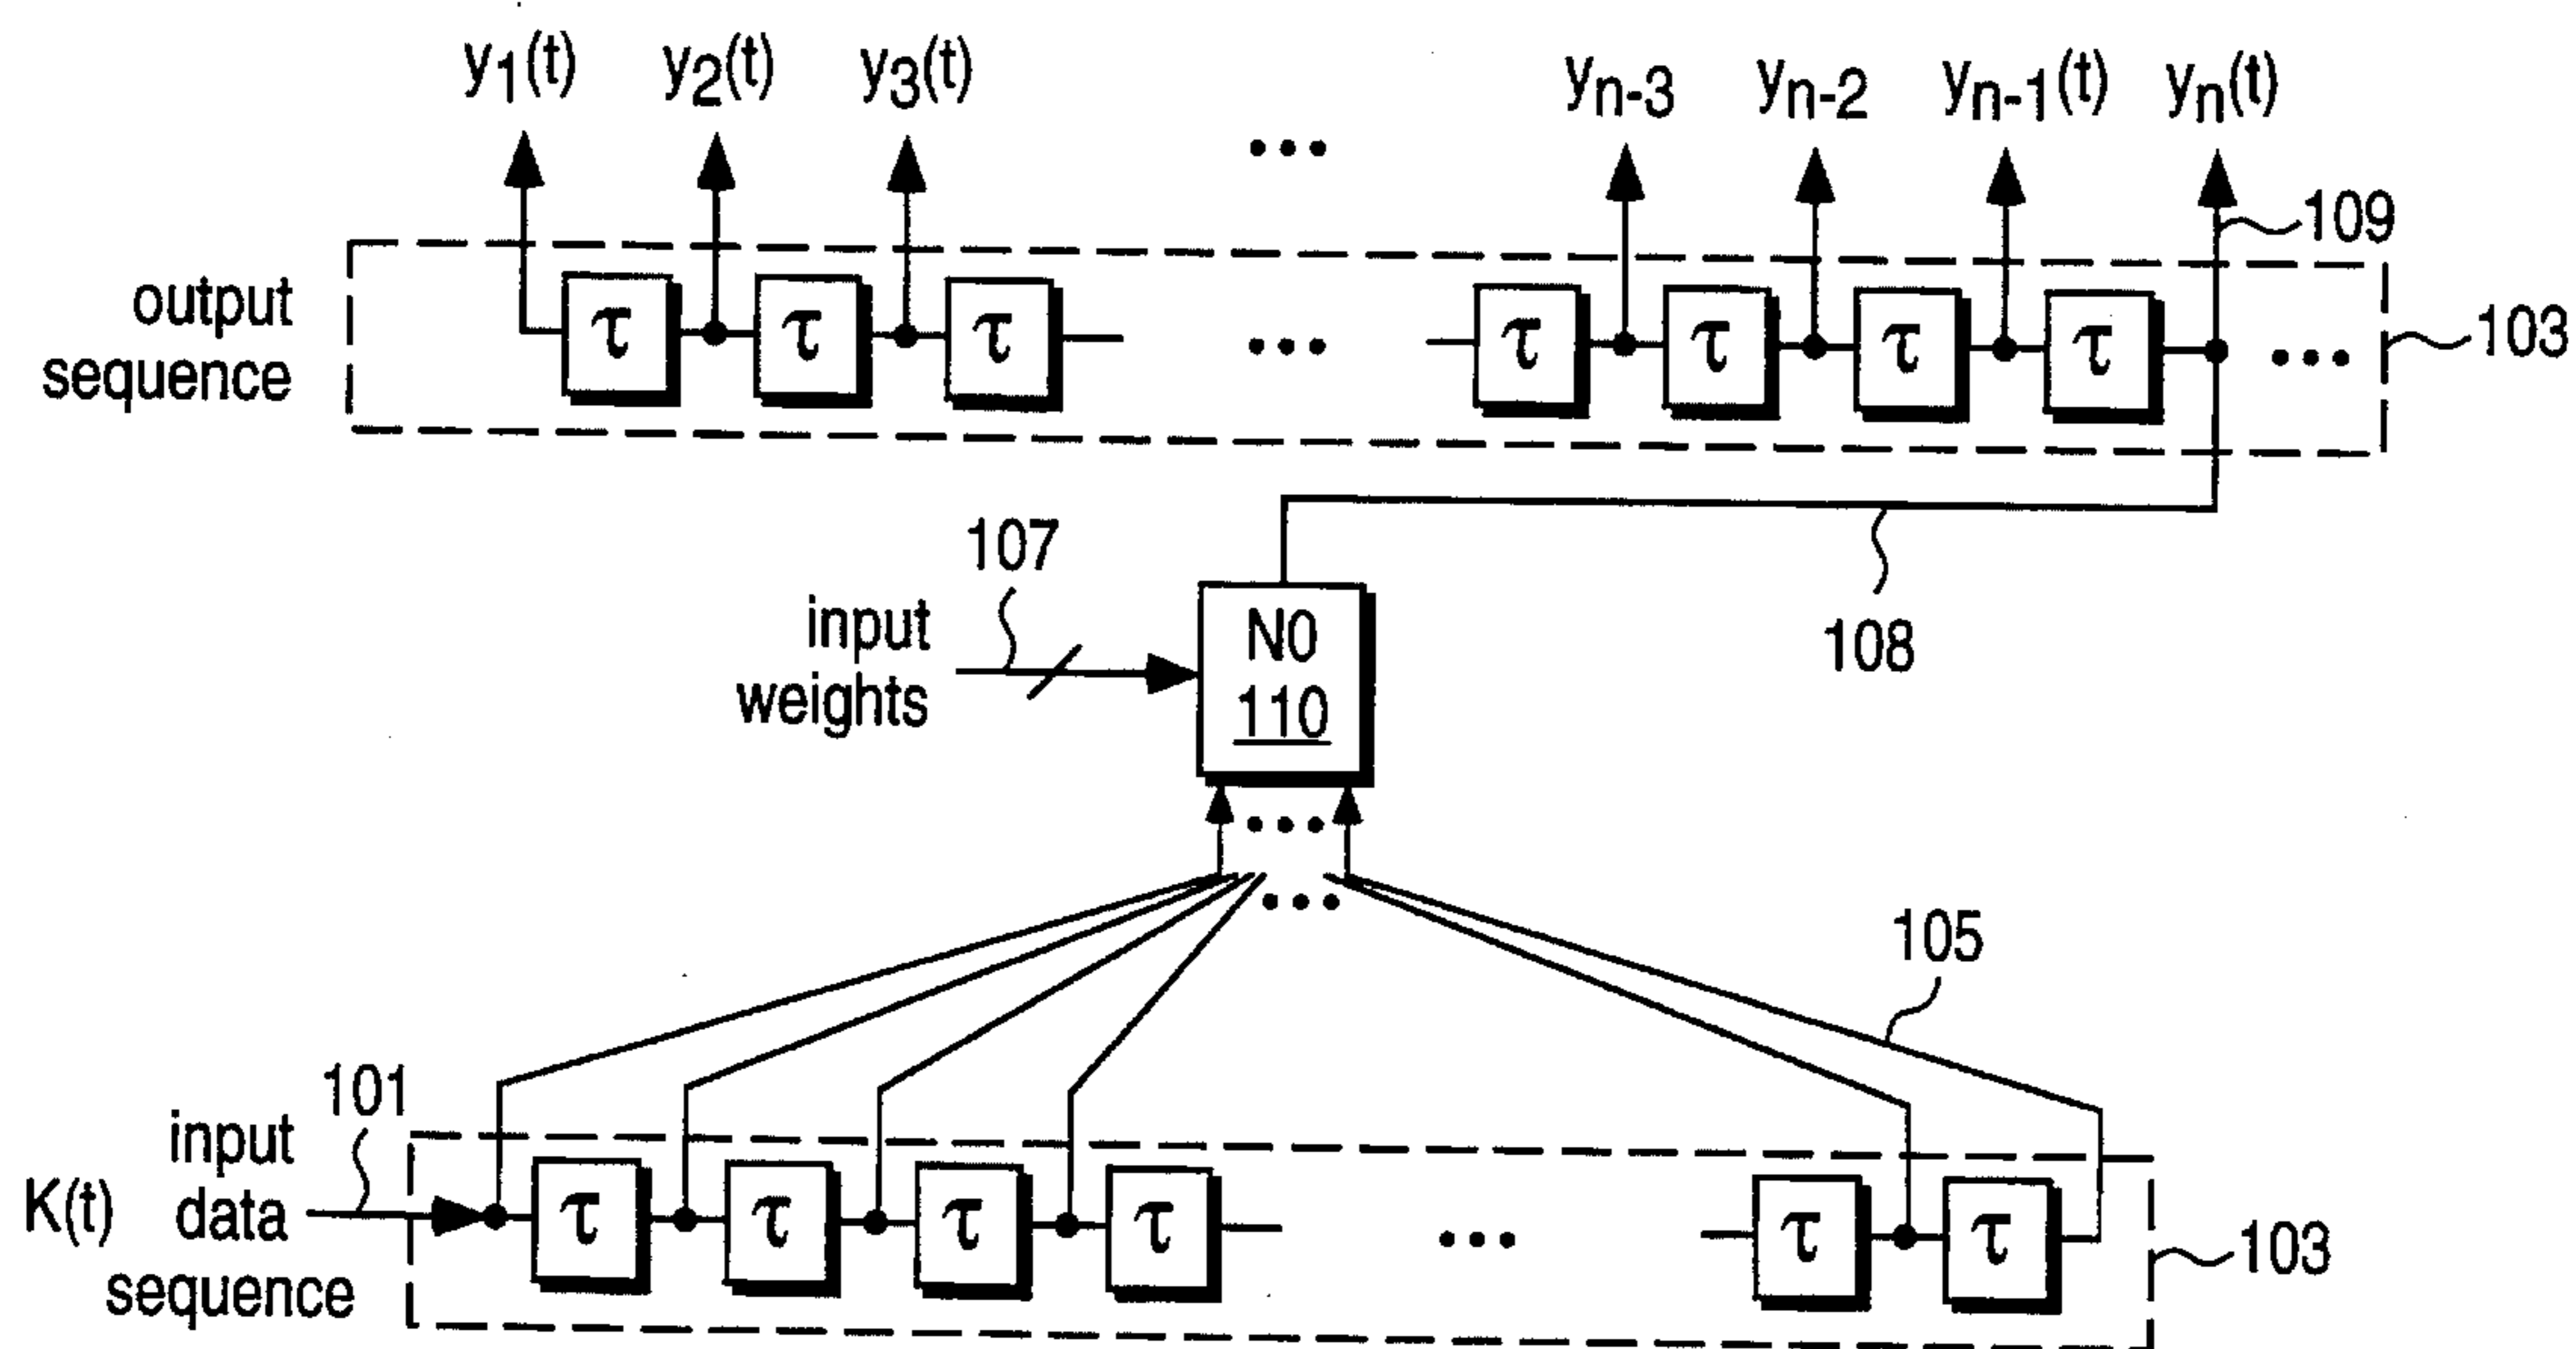 y1(t) y2(t) y3(t) ... yn-3 yn-2 yn-1(t) yn(t)
109
output
sequence
τ τ τ ... τ τ τ τ ...
103
107
input
weights
N0
110
108
...
...
105
101
K(t)
input
data
sequence
τ τ τ τ ... τ τ
103